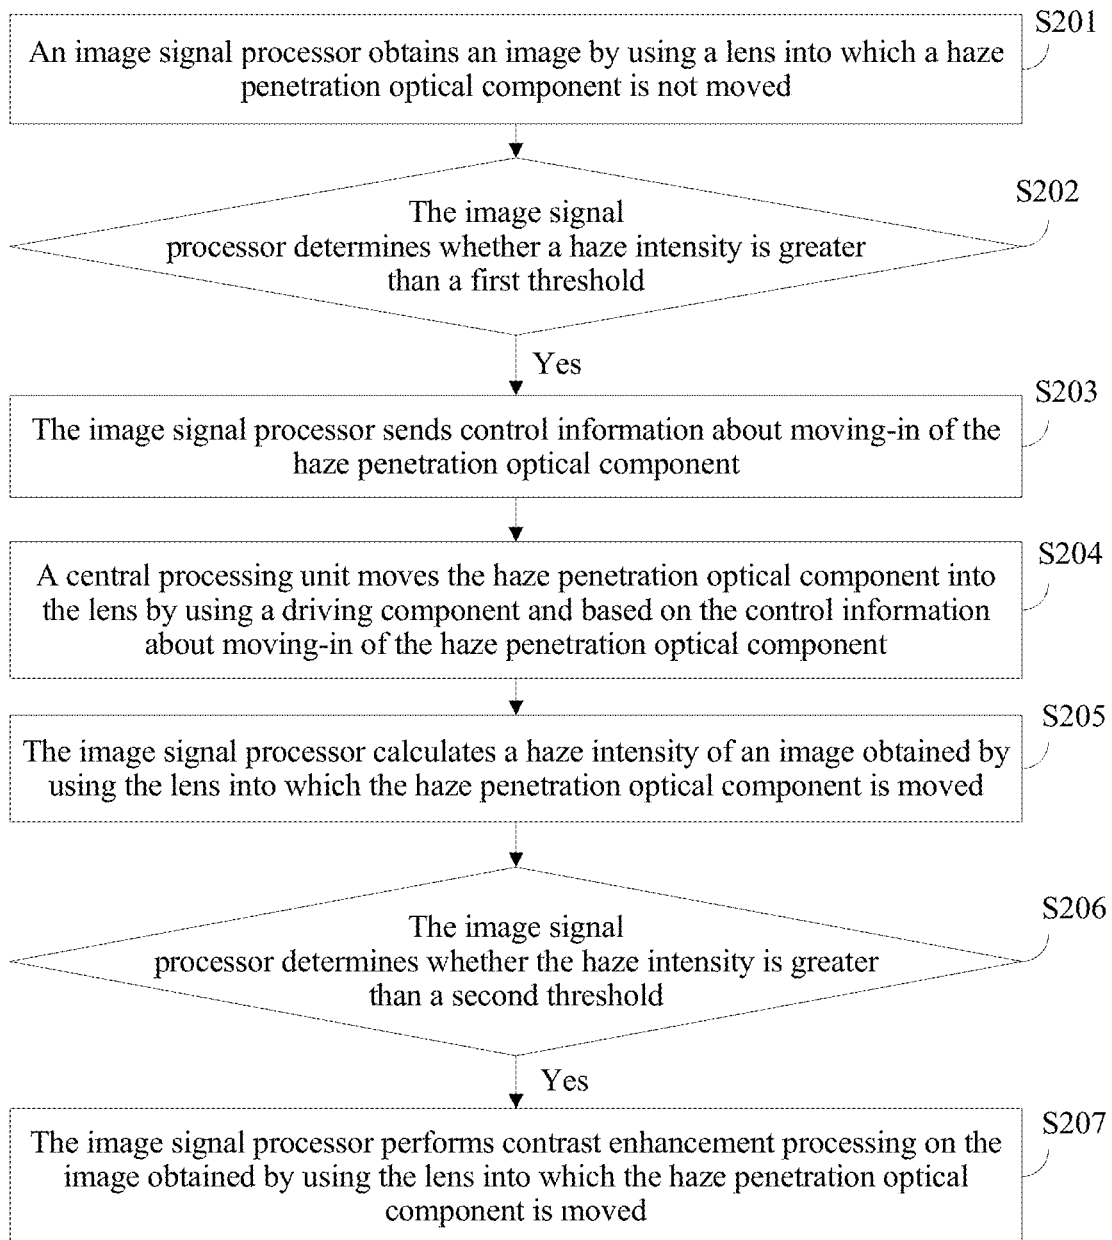 S201
An image signal processor obtains an image by using a lens into which a haze
penetration optical component is not moved
S202
The image signal
processor determines whether a haze intensity is greater
than a first threshold
Yes
S203
The image signal processor sends control information about moving-in of the
haze penetration optical component
S204
A central processing unit moves the haze penetration optical component into
the lens by using a driving component and based on the control information
about moving-in of the haze penetration optical component
S205
The image signal processor calculates a haze intensity of an image obtained by
using the lens into which the haze penetration optical component is moved
S206
The image signal
processor determines whether the haze intensity is greater
than a second threshold
Yes
S207
The image signal processor performs contrast enhancement processing on the
image obtained by using the lens into which the haze penetration optical
component is moved